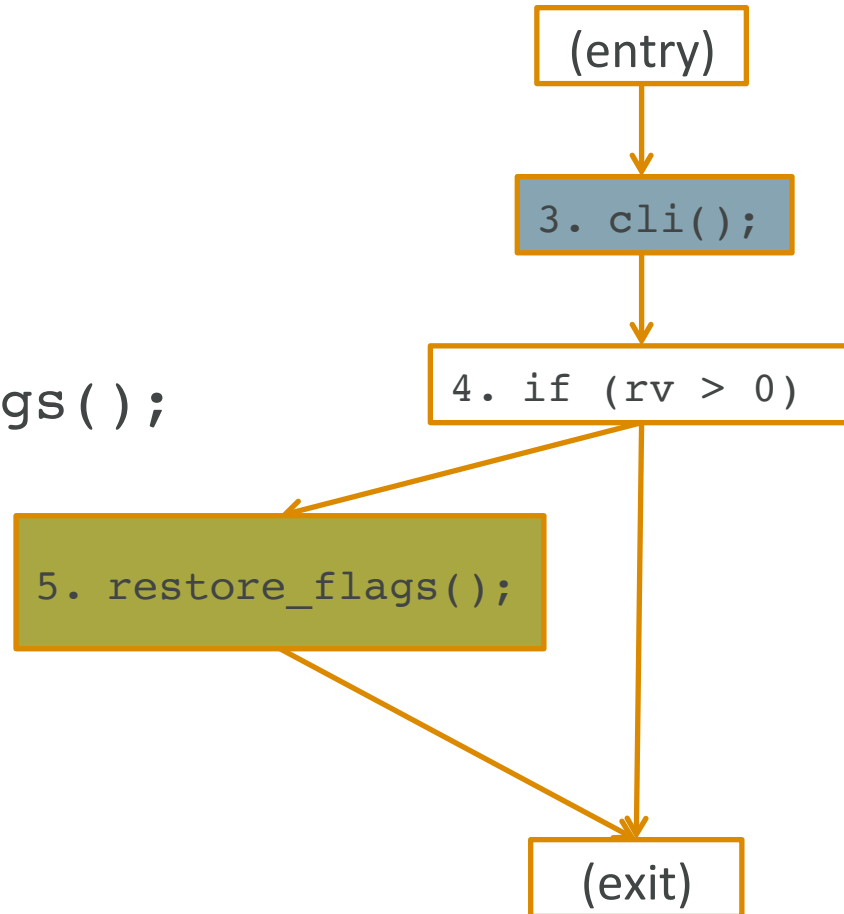 (entry)
3. cli();
4. if (rv > 0)
gs();
5. restore_flags();
(exit)